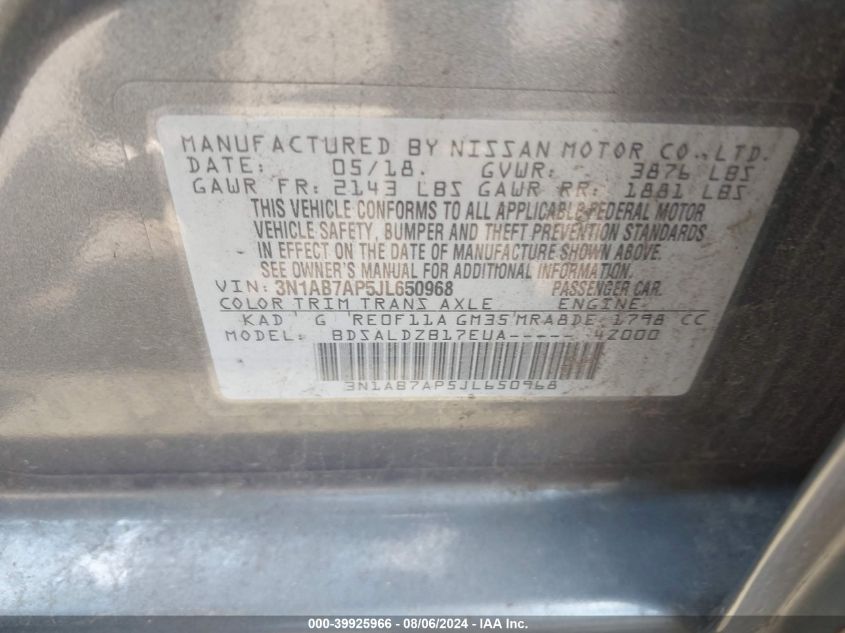 MANUFACTURED BY NISSAN MOTOR CO., LTD.
DATE: 05/18. GVWR: 3876 LBS
GAWR FR: 2143 LBS GAWR RR: 1881 LBS
THIS VEHICLE CONFORMS TO ALL APPLICABLE FEDERAL MOTOR
VEHICLE SAFETY, BUMPER AND THEFT PREVENTION STANDARDS
IN EFFECT ON THE DATE OF MANUFACTURE SHOWN ABOVE.
SEE OWNER'S MANUAL FOR ADDITIONAL INFORMATION.
VIN: 3N1AB7AP5JL650968 PASSENGER CAR.
COLOR TRIM TRANS AXLE ENGINE:
KAD G RE0F11A GM35 MRA8DE 1798 CC
MODEL: BDSALDZB17EUA----- 42000
3N1AB7AP5JL650968
000-39925966 - 08/06/2024 - IAA Inc.